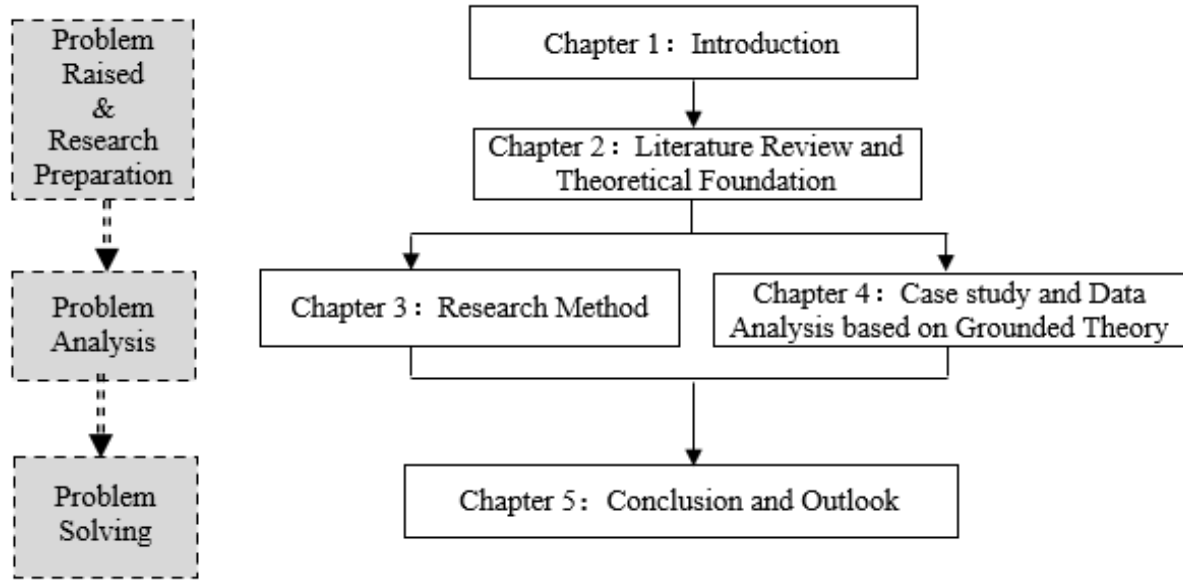 Problem
Raised
&
Research
Preparation
Chapter 1：Introduction
Chapter 2：Literature Review and
Theoretical Foundation
Problem
Analysis
Chapter 3：Research Method
Chapter 4：Case study and Data
Analysis based on Grounded Theory
Problem
Solving
Chapter 5：Conclusion and Outlook